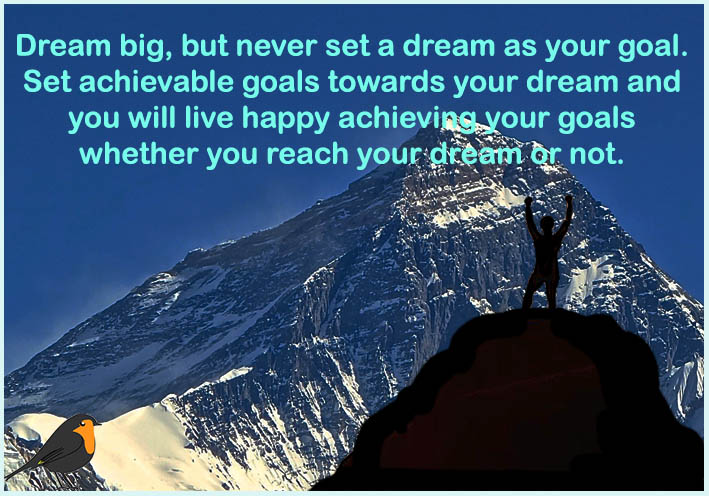 Dream big, but never set a dream as your goal.
Set achievable goals towards your dream and
you will live happy achieving your goals
whether you reach your dream or not.